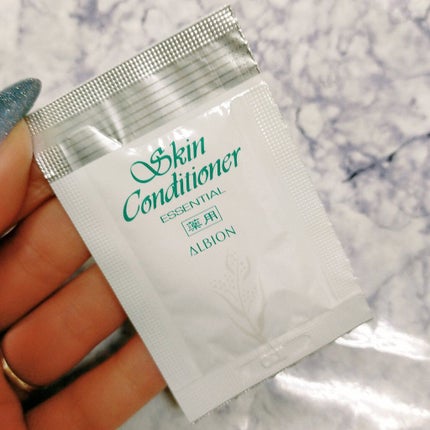 Skin
Conditioner
ESSENTIAL
薬用
ALBION